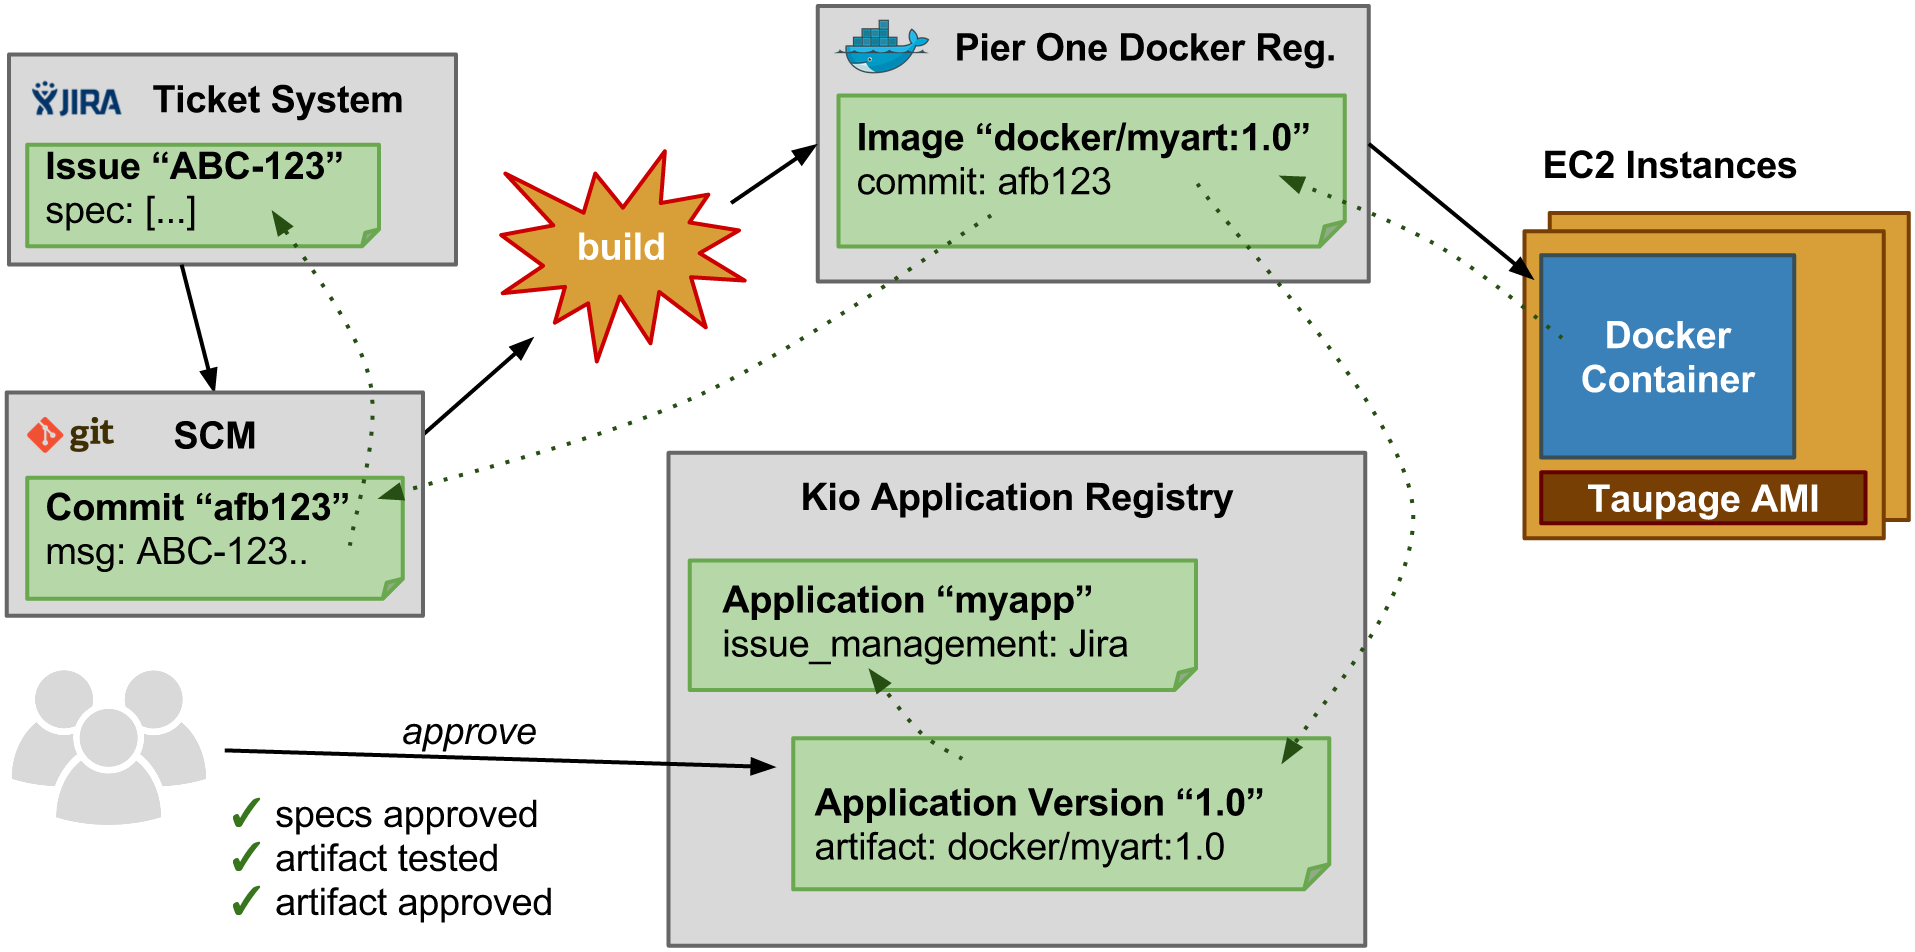 JIRA Ticket System
Issue “ABC-123”
spec: [...]
git SCM
Commit “afb123”
msg: ABC-123..
build
Pier One Docker Reg.
Image “docker/myart:1.0”
commit: afb123
EC2 Instances
Docker
Container
Taupage AMI
Kio Application Registry
Application “myapp”
issue_management: Jira
Application Version “1.0”
artifact: docker/myart:1.0
approve
✓ specs approved
✓ artifact tested
✓ artifact approved